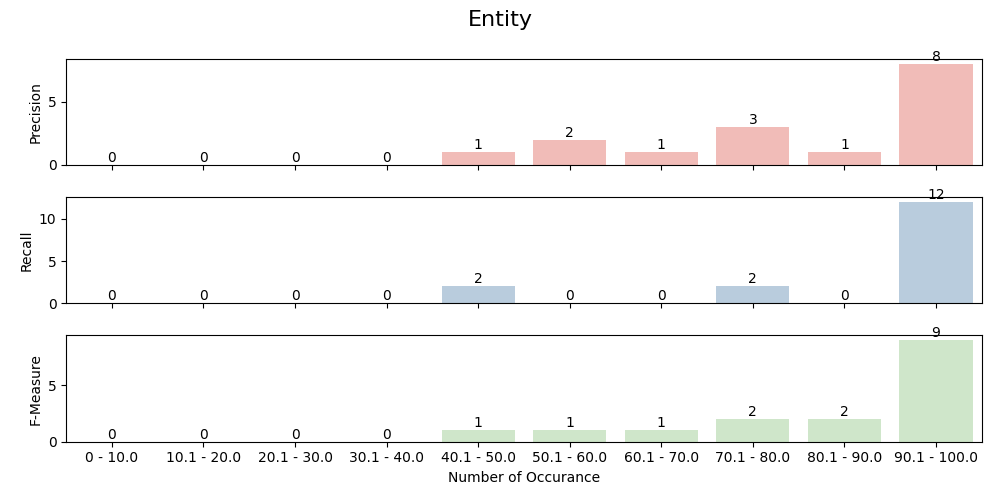 Entity
Precision
5
0
0 0 0 0 1 2 1 3 1 8
Recall
10
5
0
0 0 0 0 2 0 0 2 0 12
F-Measure
5
0
0 0 0 0 1 1 1 2 2 9
0 - 10.0 10.1 - 20.0 20.1 - 30.0 30.1 - 40.0 40.1 - 50.0 50.1 - 60.0 60.1 - 70.0 70.1 - 80.0 80.1 - 90.0 90.1 - 100.0
Number of Occurance